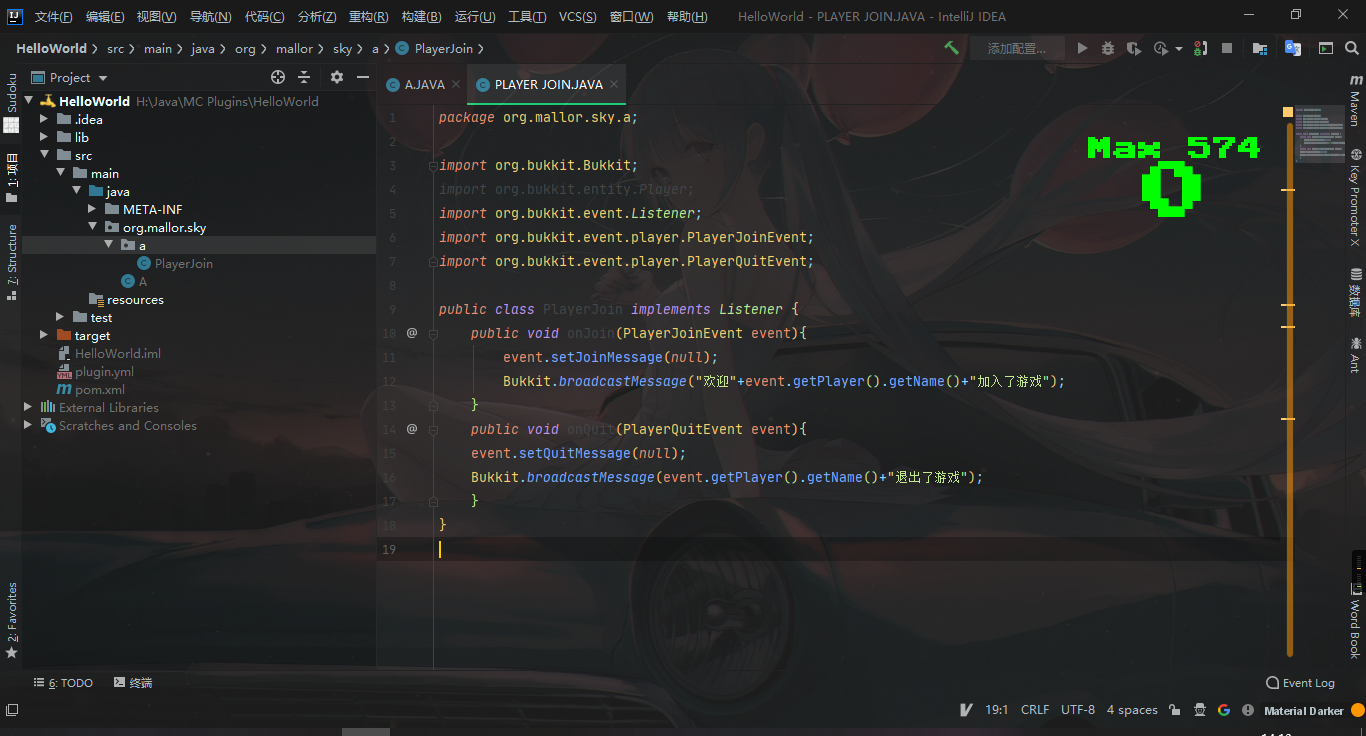 文件(F) 编辑(E) 视图(V) 导航(N) 代码(C) 分析(Z) 重构(R) 构建(B) 运行(U) 工具(T) VCS(S) 窗口(W) 帮助(H) HelloWorld - PLAYER JOIN.JAVA - IntelliJ IDEA
HelloWorld src main java org mallor sky a PlayerJoin 添加配置...
Project
A.JAVA PLAYER JOIN.JAVA
Sudoku
1: 项目
7: Structure
2: Favorites
HelloWorld H:\Java\MC Plugins\HelloWorld
.idea
lib
src
main
java
META-INF
org.mallor.sky
a
PlayerJoin
A
resources
test
target
HelloWorld.iml
plugin.yml
pom.xml
External Libraries
Scratches and Consoles
1 package org.mallor.sky.a;
2
3 import org.bukkit.Bukkit;
4 import org.bukkit.entity.Player;
5 import org.bukkit.event.Listener;
6 import org.bukkit.event.player.PlayerJoinEvent;
7 import org.bukkit.event.player.PlayerQuitEvent;
8
9 public class PlayerJoin implements Listener {
10 @ public void onJoin(PlayerJoinEvent event){
11 event.setJoinMessage(null);
12 Bukkit.broadcastMessage("欢迎"+event.getPlayer().getName()+"加入了游戏");
13 }
14 @ public void onQuit(PlayerQuitEvent event){
15 event.setQuitMessage(null);
16 Bukkit.broadcastMessage(event.getPlayer().getName()+"退出了游戏");
17 }
18 }
19
Max 574
0
Maven
Key Promoter X
数据库
Ant
Word Book
6: TODO 终端 Event Log
19:1 CRLF UTF-8 4 spaces Material Darker